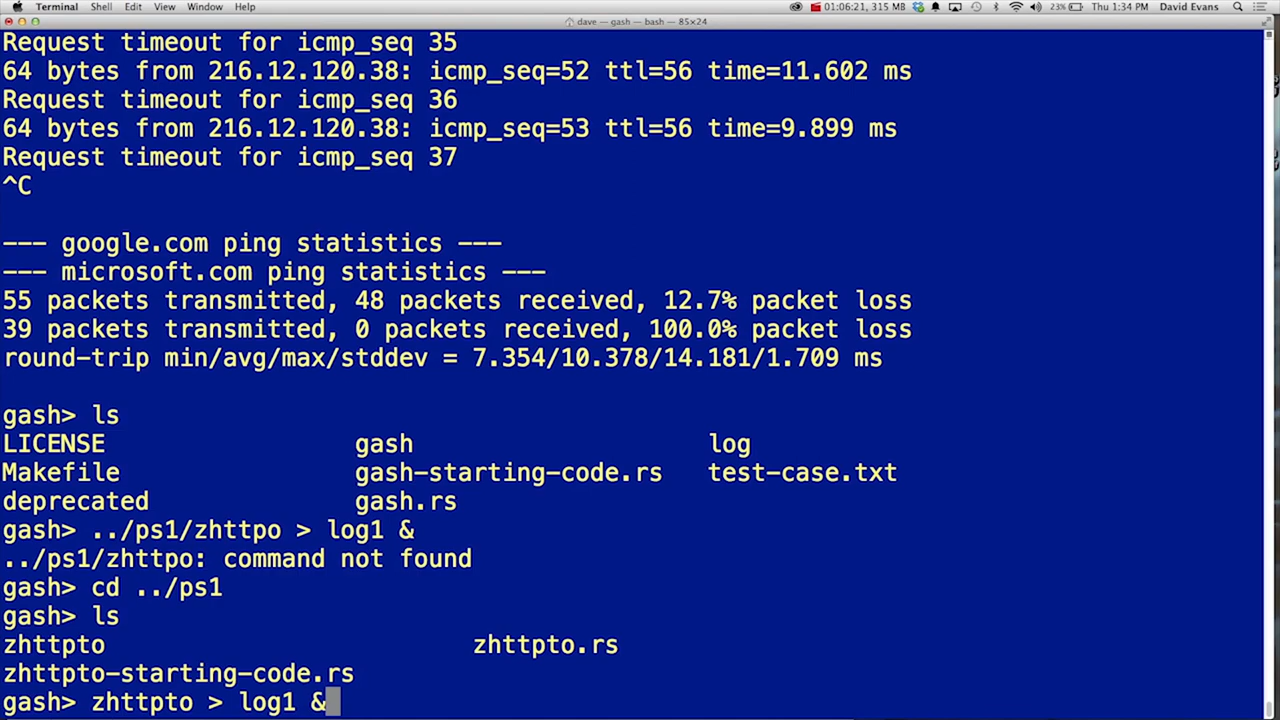 Terminal Shell Edit View Window Help 01:06:21, 315 MB 23% Thu 1:34 PM David Evans
dave — gash — bash — 85×24
Request timeout for icmp_seq 35
64 bytes from 216.12.120.38: icmp_seq=52 ttl=56 time=11.602 ms
Request timeout for icmp_seq 36
64 bytes from 216.12.120.38: icmp_seq=53 ttl=56 time=9.899 ms
Request timeout for icmp_seq 37
^C
--- google.com ping statistics ---
--- microsoft.com ping statistics ---
55 packets transmitted, 48 packets received, 12.7% packet loss
39 packets transmitted, 0 packets received, 100.0% packet loss
round-trip min/avg/max/stddev = 7.354/10.378/14.181/1.709 ms
gash> ls
LICENSE gash log
Makefile gash-starting-code.rs test-case.txt
deprecated gash.rs
gash> ../ps1/zhttpo > log1 &
../ps1/zhttpo: command not found
gash> cd ../ps1
gash> ls
zhttpto zhttpto.rs
zhttpto-starting-code.rs
gash> zhttpto > log1 &